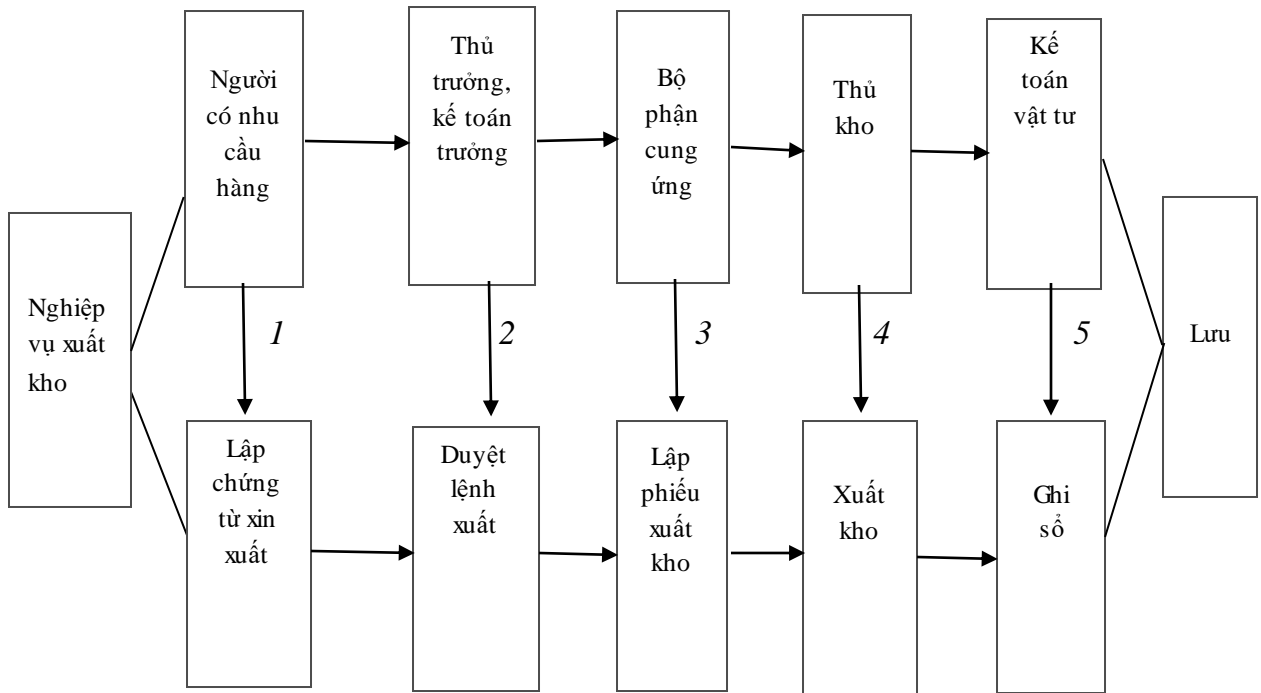 Nghiệp
vụ xuất
kho
Người
có nhu
cầu
hàng
Thủ
trưởng,
kế toán
trưởng
Bộ
phận
cung
ứng
Thủ
kho
Kế
toán
vật tư
1
2
3
4
5
Lập
chứng
từ xin
xuất
Duyệt
lệnh
xuất
Lập
phiếu
xuất
kho
Xuất
kho
Ghi
sổ
Lưu